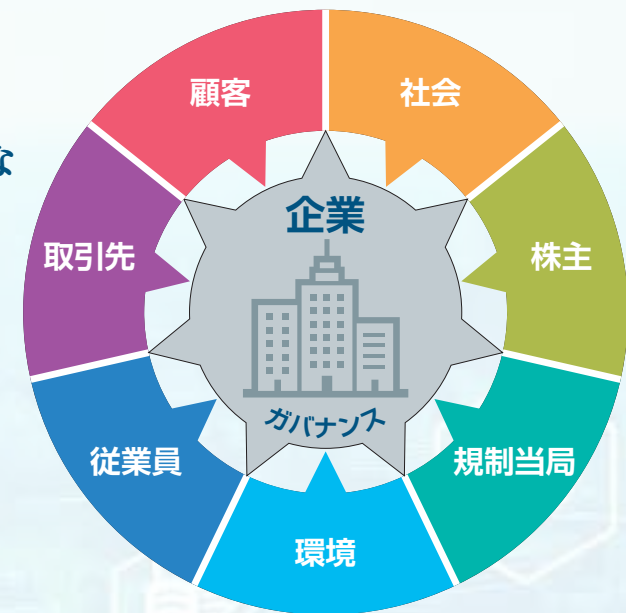 顧客
社会
な
企業
取引先
株主
ガバナンス
従業員
規制当局
環境